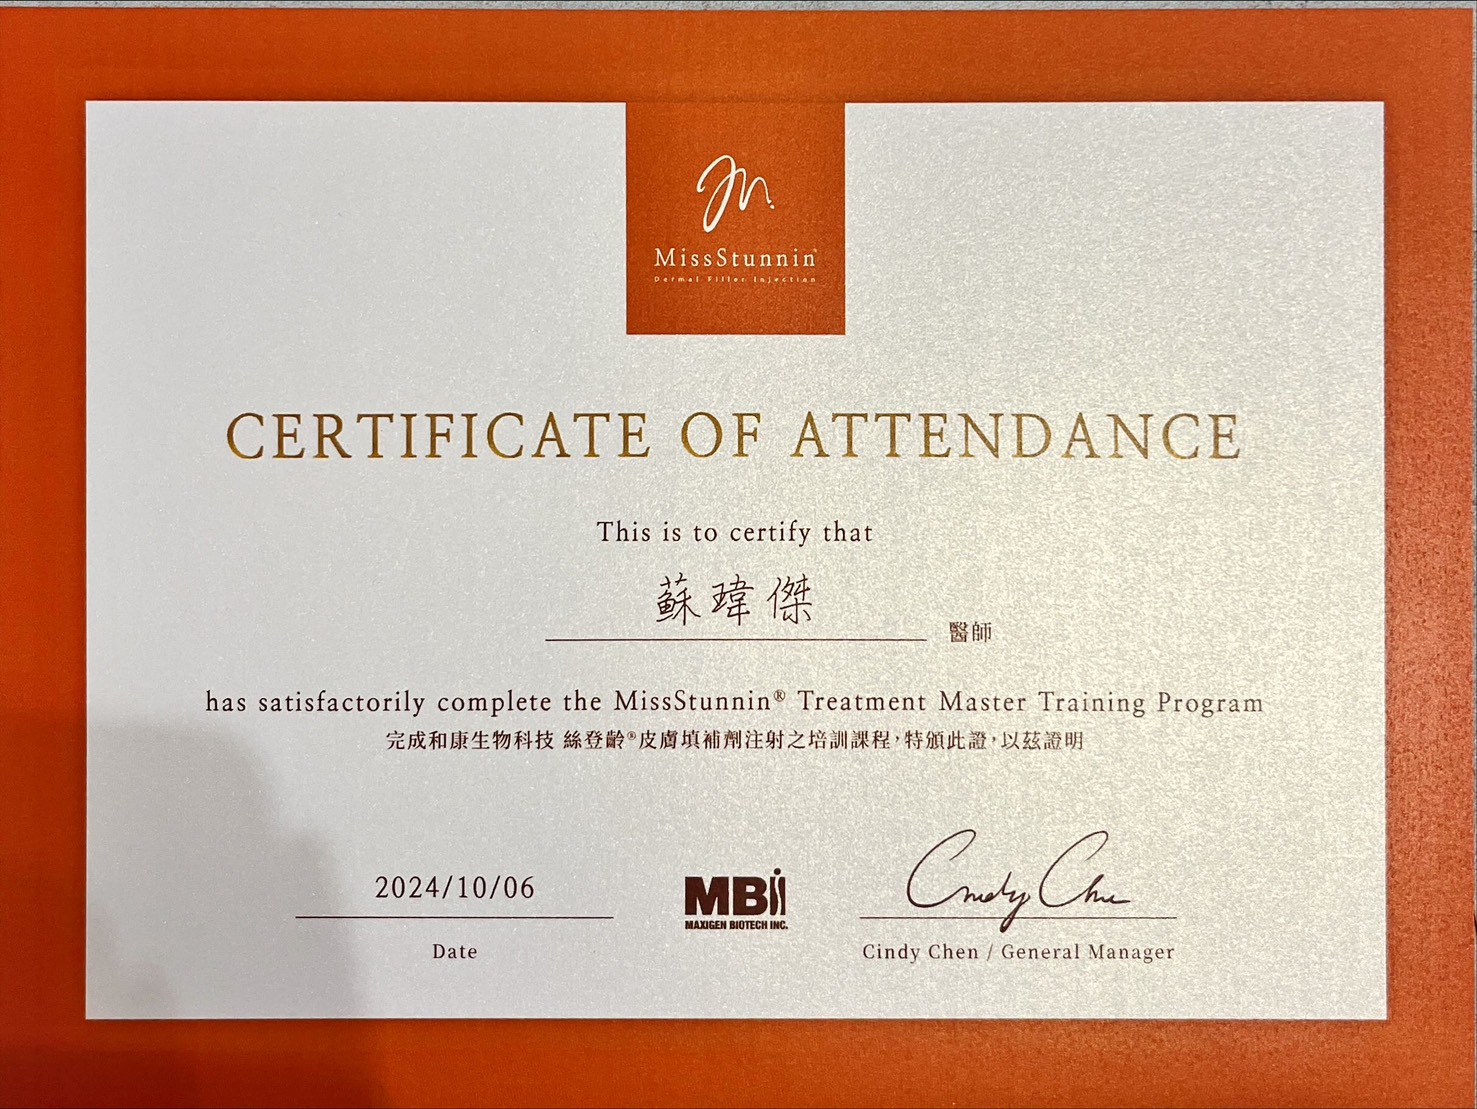 MissStunnin®
Dermal Filler Injection
CERTIFICATE OF ATTENDANCE
This is to certify that
蘇瑋傑
醫師
has satisfactorily complete the MissStunnin® Treatment Master Training Program
完成和康生物科技 絲登齡®皮膚填補劑注射之培訓課程，特頒此證，以茲證明
2024/10/06
Date
MBI
MAXIGEN BIOTECH INC.
Cindy Chen
Cindy Chen / General Manager